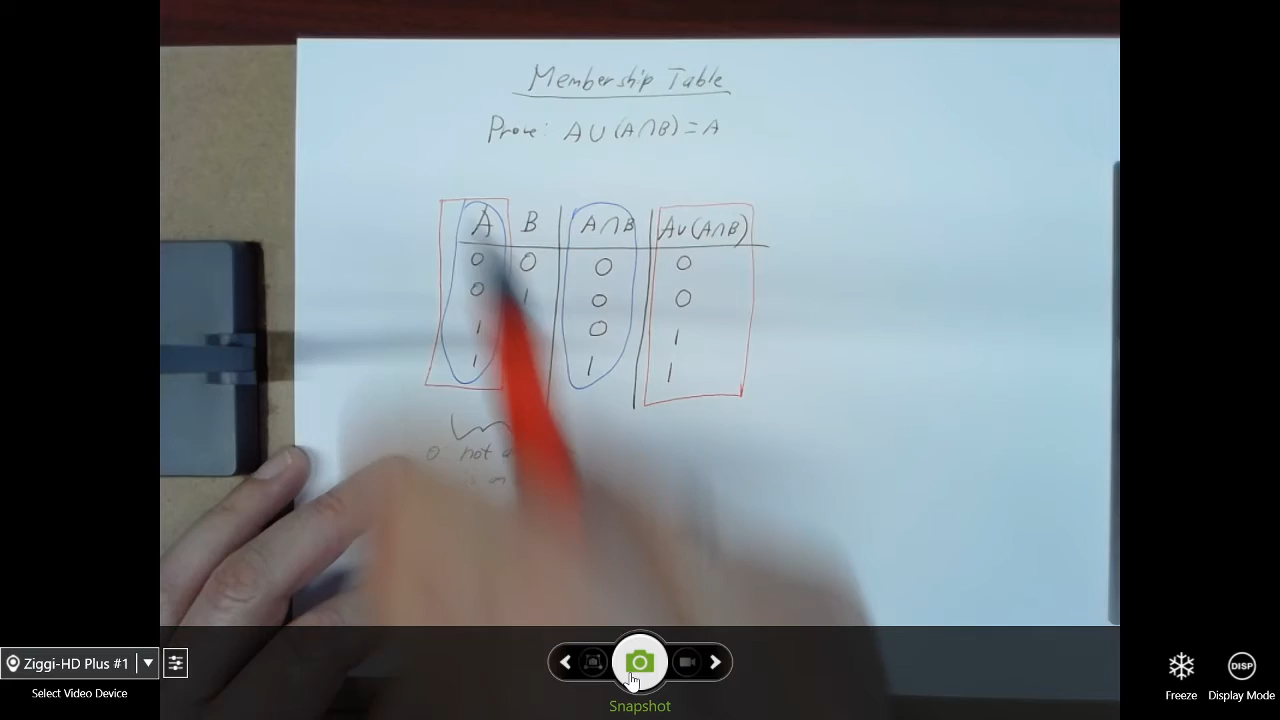 Membership Table
Prove: A∪(A∩B)=A
A B A∩B A∪(A∩B)
0 0 0 0
0 1 0 0
1 0 1
1 1 1
0 not
is
Ziggi-HD Plus #1
Select Video Device
Snapshot
Freeze
DISP
Display Mode